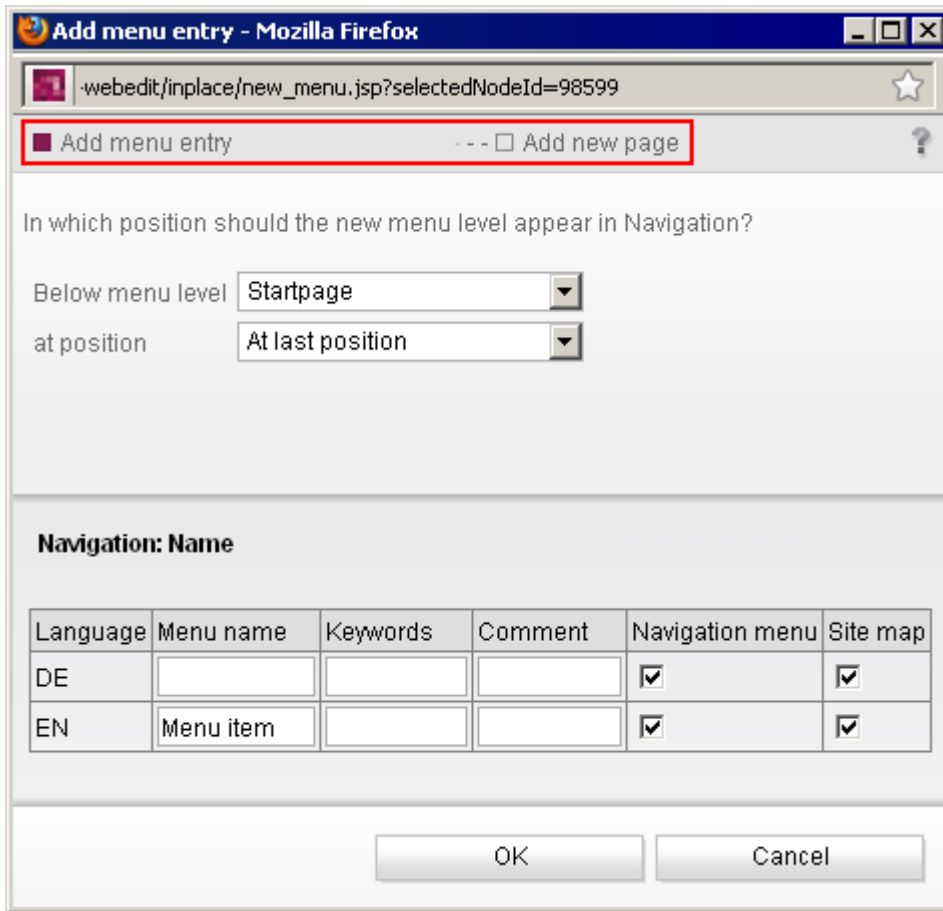 Add menu entry - Mozilla Firefox
-webedit/inplace/new_menu.jsp?selectedNodeId=98599
Add menu entry - - - Add new page ?
In which position should the new menu level appear in Navigation?
Below menu level Startpage
at position At last position
Navigation: Name
Language Menu name Keywords Comment Navigation menu Site map
DE
EN Menu item
OK Cancel